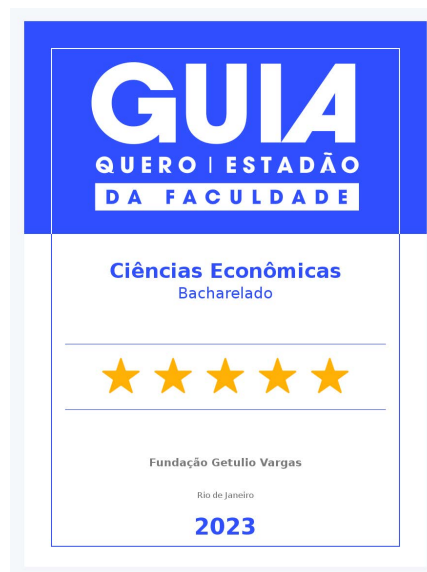 GUIA
QUERO | ESTADÃO
DA FACULDADE
Ciências Econômicas
Bacharelado
Fundação Getulio Vargas
Rio de Janeiro
2023